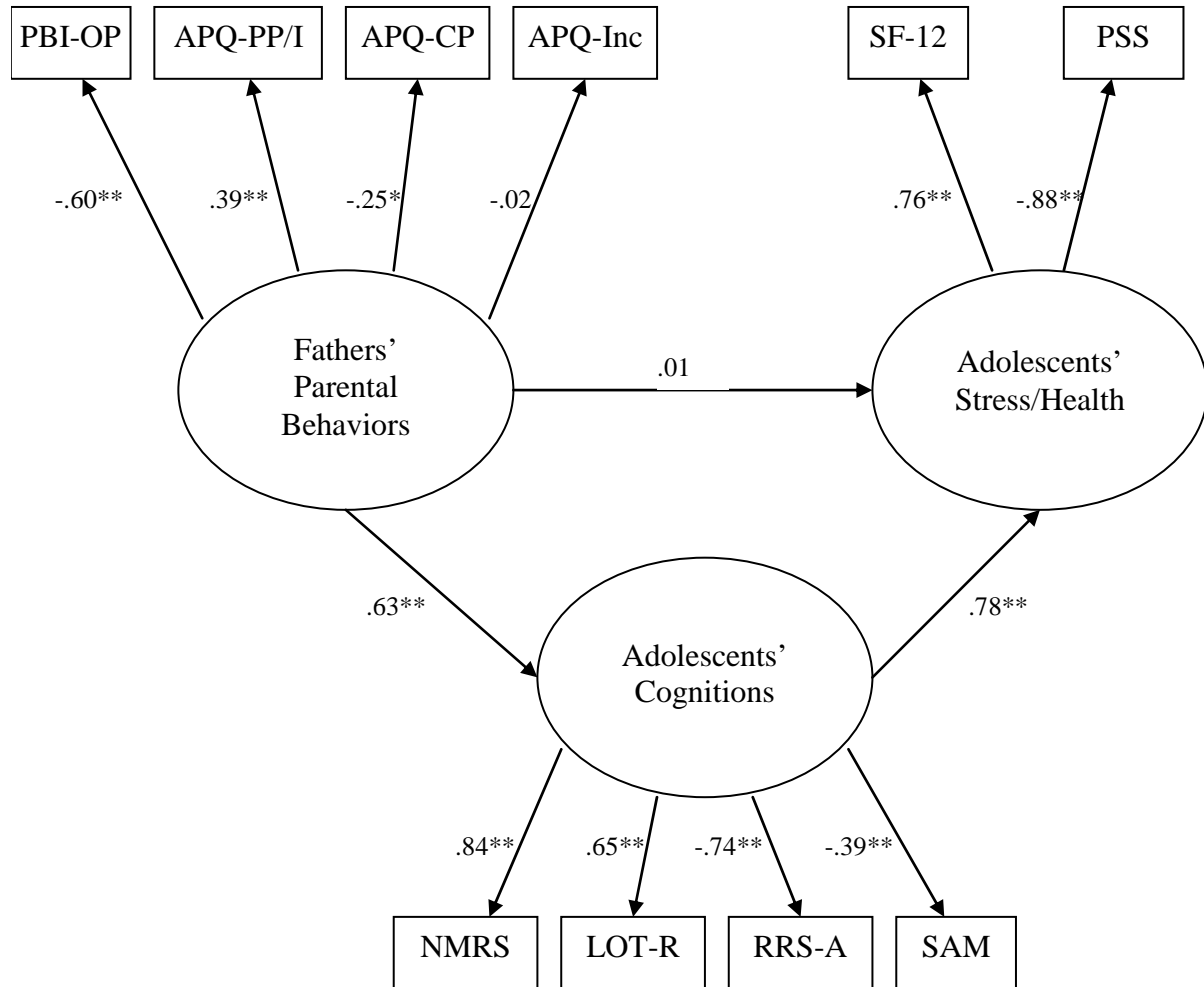 PBI-OP APQ-PP/I APQ-CP APQ-Inc SF-12 PSS
-.60** .39** -.25* -.02 .76** -.88**
Fathers’
Parental
Behaviors
.01
Adolescents’
Stress/Health
.63** .78**
Adolescents’
Cognitions
.84** .65** -.74** -.39**
NMRS LOT-R RRS-A SAM